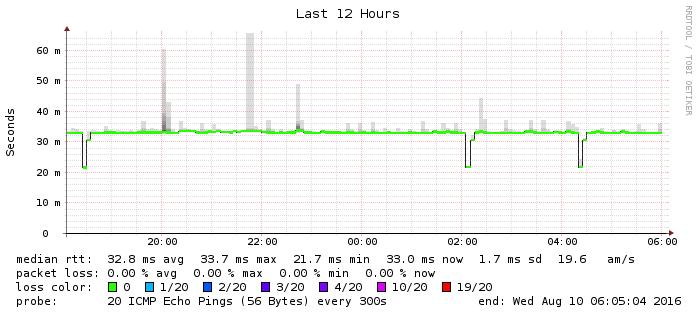 Last 12 Hours
RRDTOOL / TOBI OETIKER
Seconds
60 m
50 m
40 m
30 m
20 m
10 m
0
20:00 22:00 00:00 02:00 04:00 06:00
median rtt: 32.8 ms avg 33.7 ms max 21.7 ms min 33.0 ms now 1.7 ms sd 19.6 am/s
packet loss: 0.00 % avg 0.00 % max 0.00 % min 0.00 % now
loss color: 0 1/20 2/20 3/20 4/20 10/20 19/20
probe: 20 ICMP Echo Pings (56 Bytes) every 300s end: Wed Aug 10 06:05:04 2016